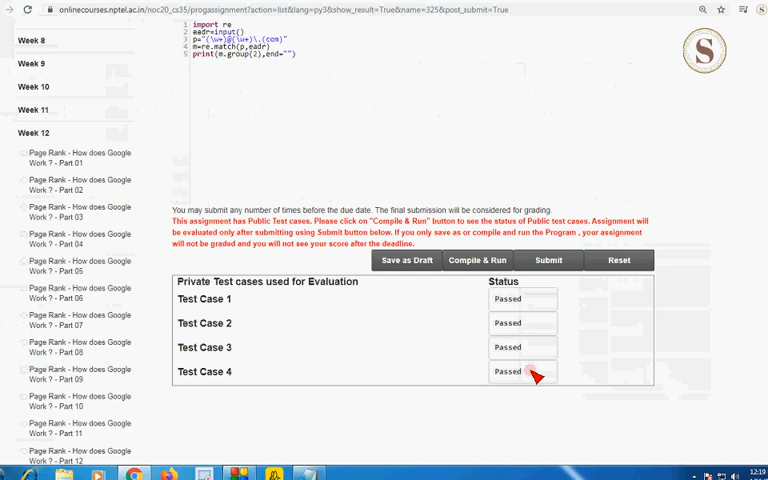 onlinecourses.nptel.ac.in/noc20_cs35/progassignment?action=list&dang=py3&show_result=True&name=325&post_submit=True
Week 8
Week 9
Week 10
Week 11
Week 12
Page Rank - How does Google
Work ? - Part 01
Page Rank - How does Google
Work ? - Part 02
Page Rank - How does Google
Work ? - Part 03
Page Rank - How does Google
Work ? - Part 04
Page Rank - How does Google
Work ? - Part 05
Page Rank - How does Google
Work ? - Part 06
Page Rank - How does Google
Work ? - Part 07
Page Rank - How does Google
Work ? - Part 08
Page Rank - How does Google
Work ? - Part 09
Page Rank - How does Google
Work ? - Part 10
Page Rank - How does Google
Work ? - Part 11
Page Rank - How does Google
Work ? - Part 12
1 import re
2 eadr=input()
3 p="(\w+)@(\w+)\.(com)"
4 m=re.match(p,eadr)
5 print(m.group(2),end="")
S
You may submit any number of times before the due date. The final submission will be considered for grading.
This assignment has Public Test cases. Please click on "Compile & Run" button to see the status of Public test cases. Assignment will
be evaluated only after submitting using Submit button below. If you only save as or compile and run the Program , your assignment
will not be graded and you will not see your score after the deadline.
Save as Draft Compile & Run Submit Reset
Private Test cases used for Evaluation Status
Test Case 1 Passed
Test Case 2 Passed
Test Case 3 Passed
Test Case 4 Passed
12:19